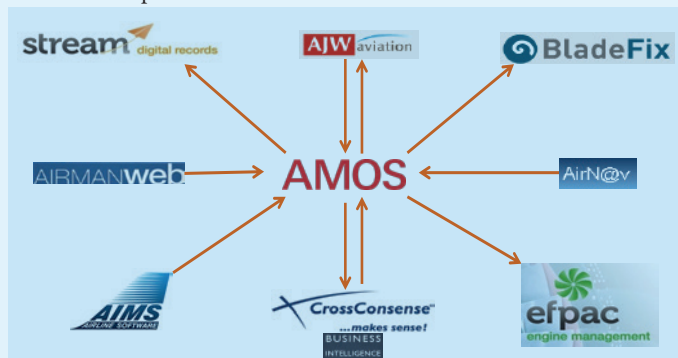 stream digital records
AJW aviation
BladeFix
AIRMANweb
AMOS
AirN@v
AIMS
AIRLINE SOFTWARE
CrossConsense
...makes sense!
BUSINESS
INTELLIGENCE
efpac
engine management